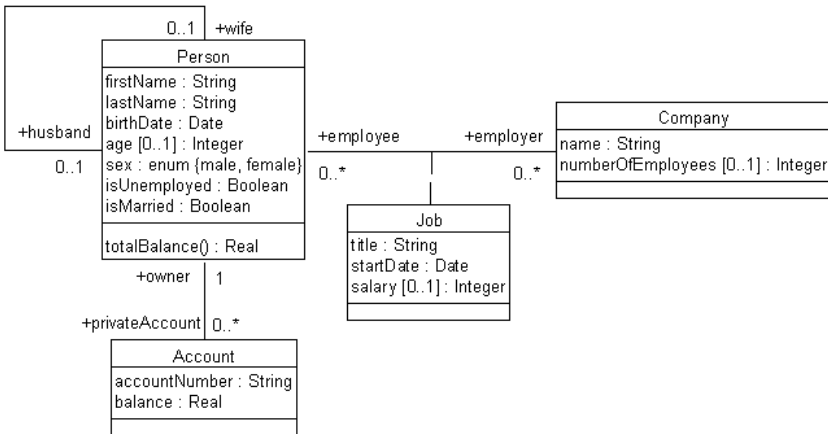 0..1 +wife
Person
firstName : String
lastName : String
birthDate : Date
age [0..1] : Integer
sex : enum {male, female}
isUnemployed : Boolean
isMarried : Boolean
totalBalance() : Real
+husband
0..1
+employee
0..*
+employer
0..*
Company
name : String
numberOfEmployees [0..1] : Integer
Job
title : String
startDate : Date
salary [0..1] : Integer
+owner 1
+privateAccount 0..*
Account
accountNumber : String
balance : Real